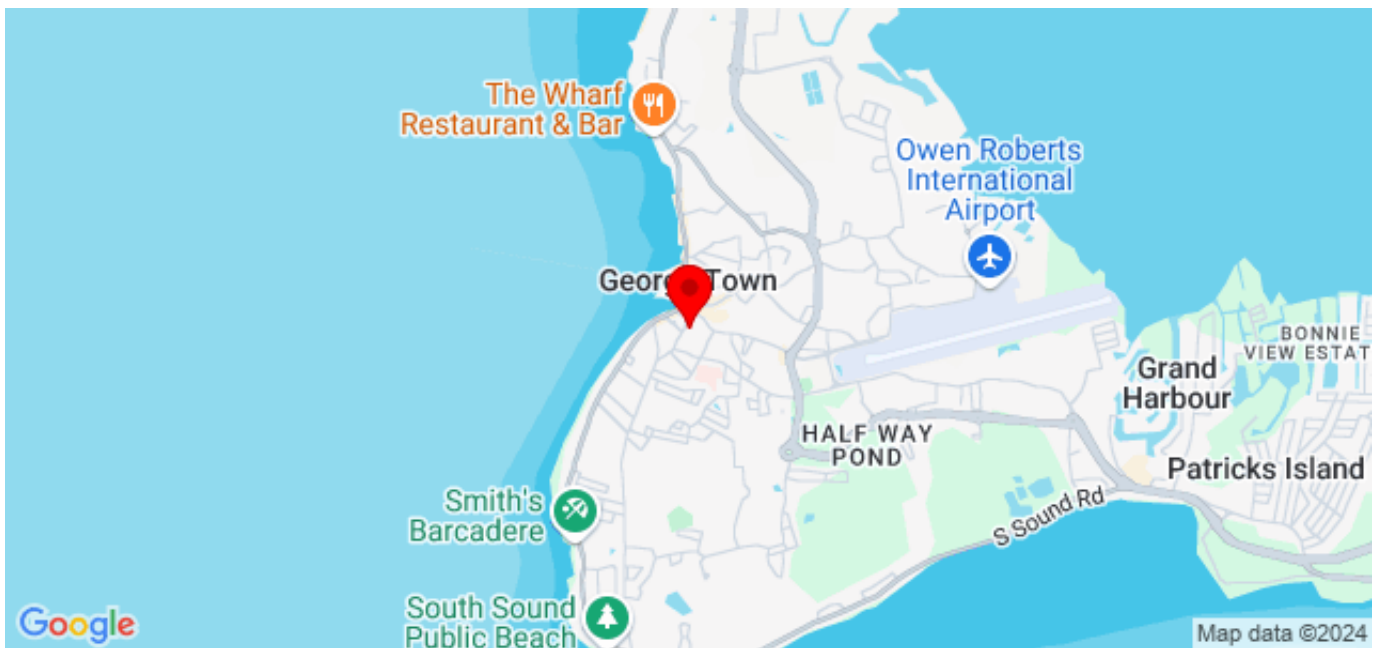 The Wharf
Restaurant & Bar
Owen Roberts
International
Airport
George Town
BONNIE
VIEW ESTAT
Grand
Harbour
HALF WAY
POND
Patricks Island
Smith's
Barcadere
S Sound Rd
South Sound
Public Beach
Google
Map data ©2024